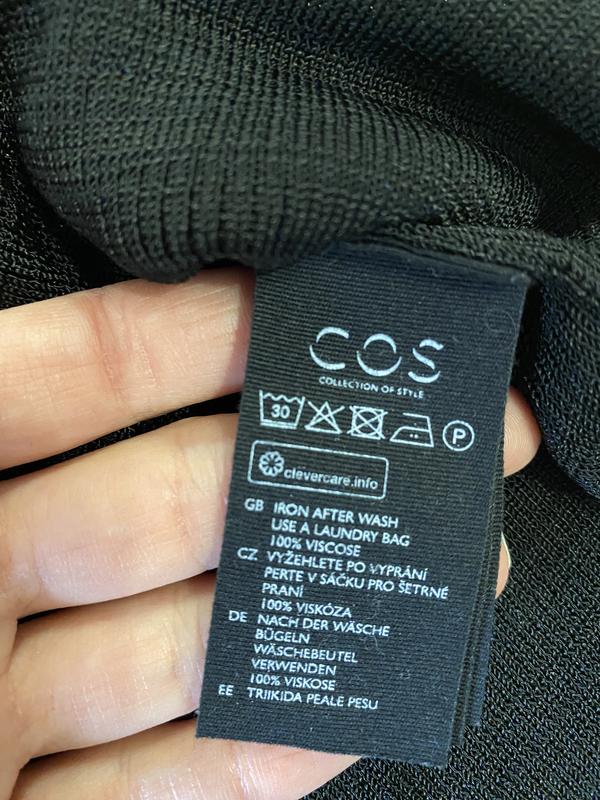 COS
COLLECTION OF STYLE
30 P
clevercare.info
GB IRON AFTER WASH
USE A LAUNDRY BAG
100% VISCOSE
CZ VYŽEHLETE PO VYPRÁNÍ
PERTE V SÁČKU PRO ŠETRNÉ
PRANÍ
100% VISKÓZA
DE NACH DER WÄSCHE
BÜGELN
WÄSCHEBEUTEL
VERWENDEN
100% VISKOSE
EE TRIIKIDA PEALE PESU